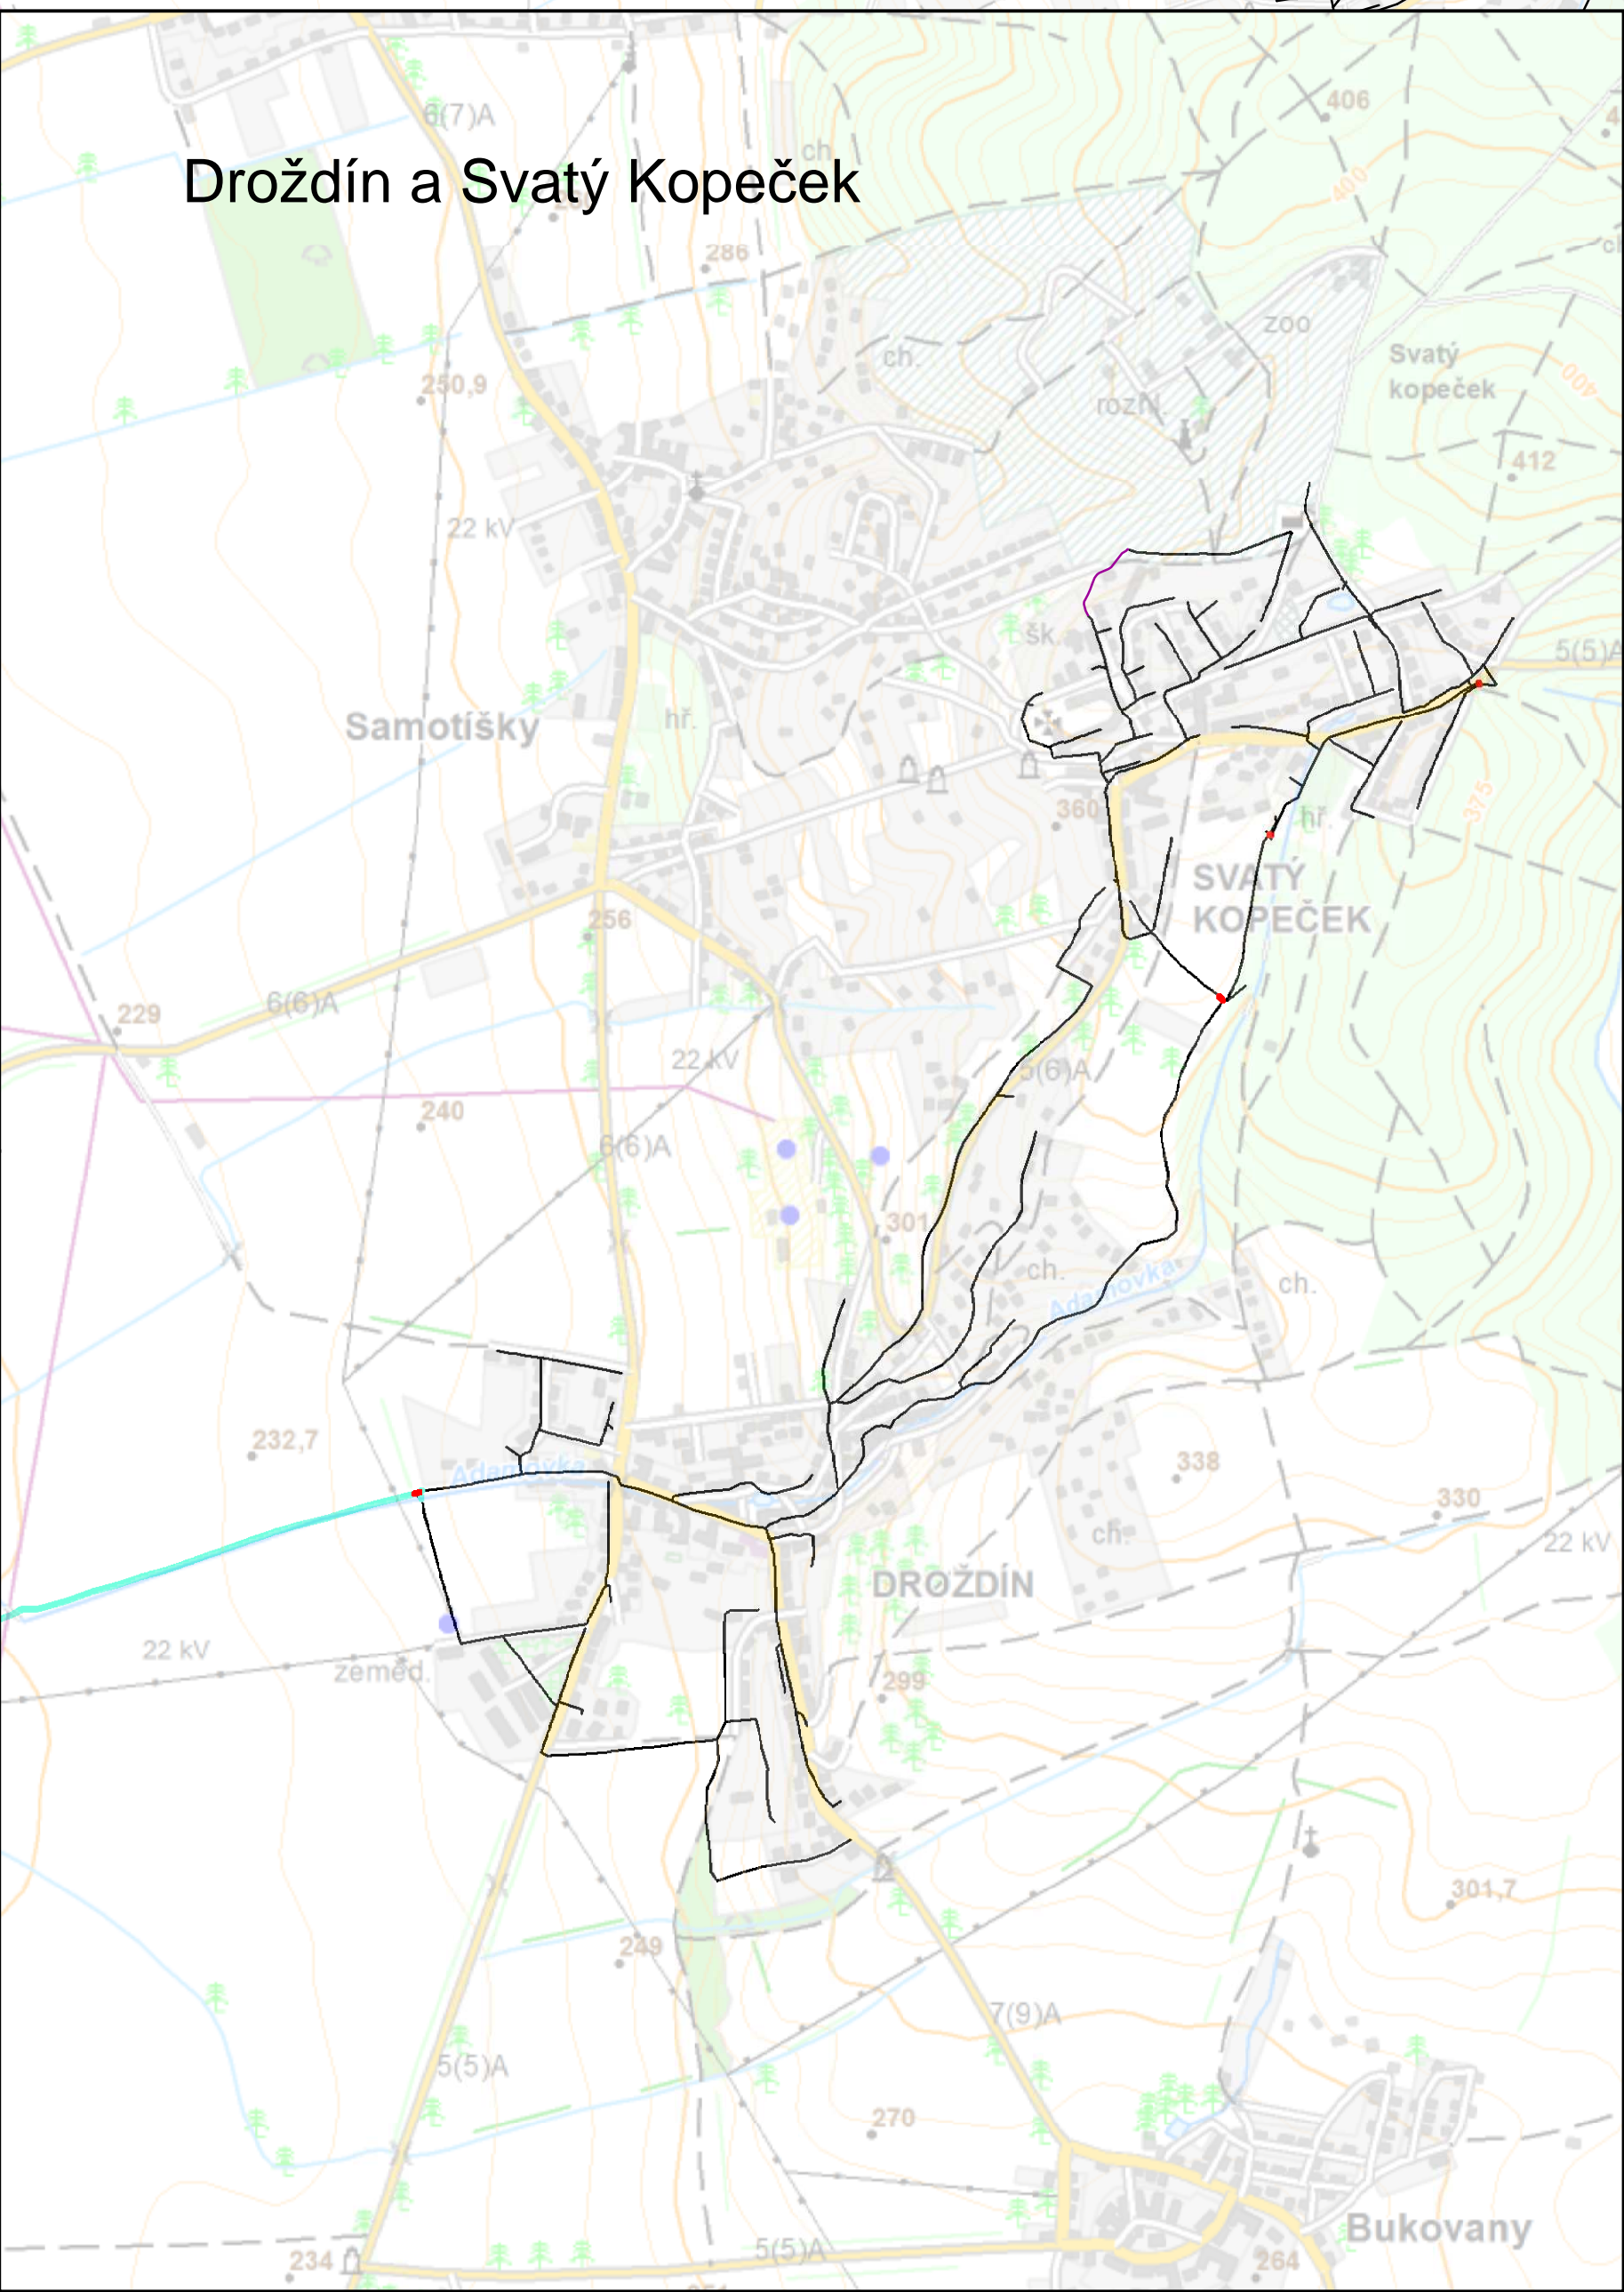 406
6(7)A
ch.
Droždín a Svatý Kopeček
400
286
zoo
Svatý
kopeček
ch.
250,9
400
rozhl.
412
22 kV
šk.
5(5)A
Samotíšky
hř.
360
375
hř.
SVATÝ
KOPEČEK
256
6(6)A
229
22 kV
5(6)A
240
6(6)A
301
ch.
Adamovka
ch.
232,7
Adamovka
338
330
ch.
22 kV
DROŽDÍN
22 kV
zeměd.
299
301,7
249
7(9)A
5(5)A
270
Bukovany
5(5)A
234
264